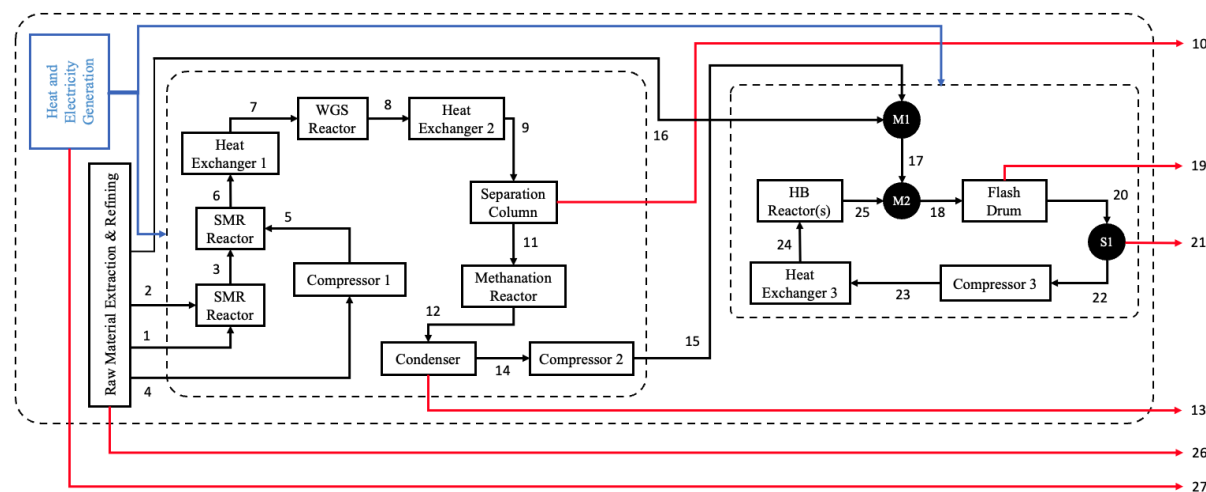 10
Heat and
Electricity
Generation
7
WGS
Reactor
8
Heat
Exchanger 2
15
M1
Heat
Exchanger 1
9
16
17
19
6
Separation
Column
HB
Reactor(s)
25
M2
18
Flash
Drum
20
SMR
Reactor
5
S1
21
11
24
3
Compressor 1
Methanation
Reactor
Heat
Exchanger 3
23
Compressor 3
22
2
SMR
Reactor
Raw Material Extraction & Refining
1
12
4
Condenser
14
Compressor 2
13
26
27